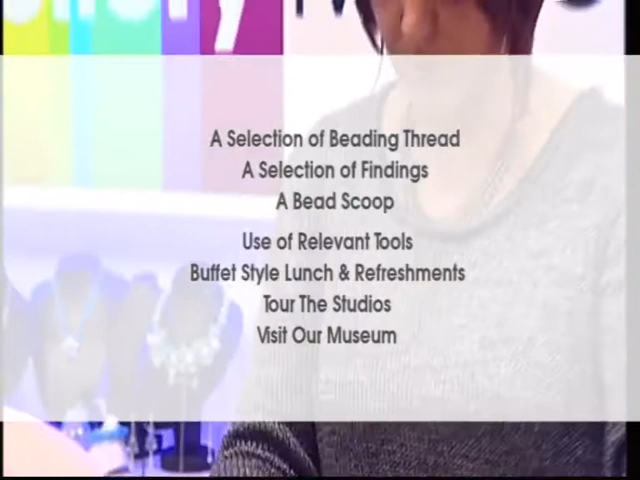 A Selection of Beading Thread
A Selection of Findings
A Bead Scoop
Use of Relevant Tools
Buffet Style Lunch & Refreshments
Tour The Studios
Visit Our Museum